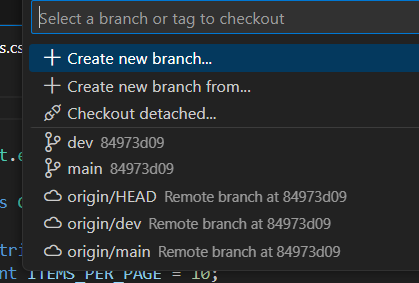 Select a branch or tag to checkout
s.cs
Create new branch...
Create new branch from...
Checkout detached...
dev 84973d09
main 84973d09
origin/HEAD Remote branch at 84973d09
origin/dev Remote branch at 84973d09
origin/main Remote branch at 84973d09
ITEMS_PER_PAGE = 10;